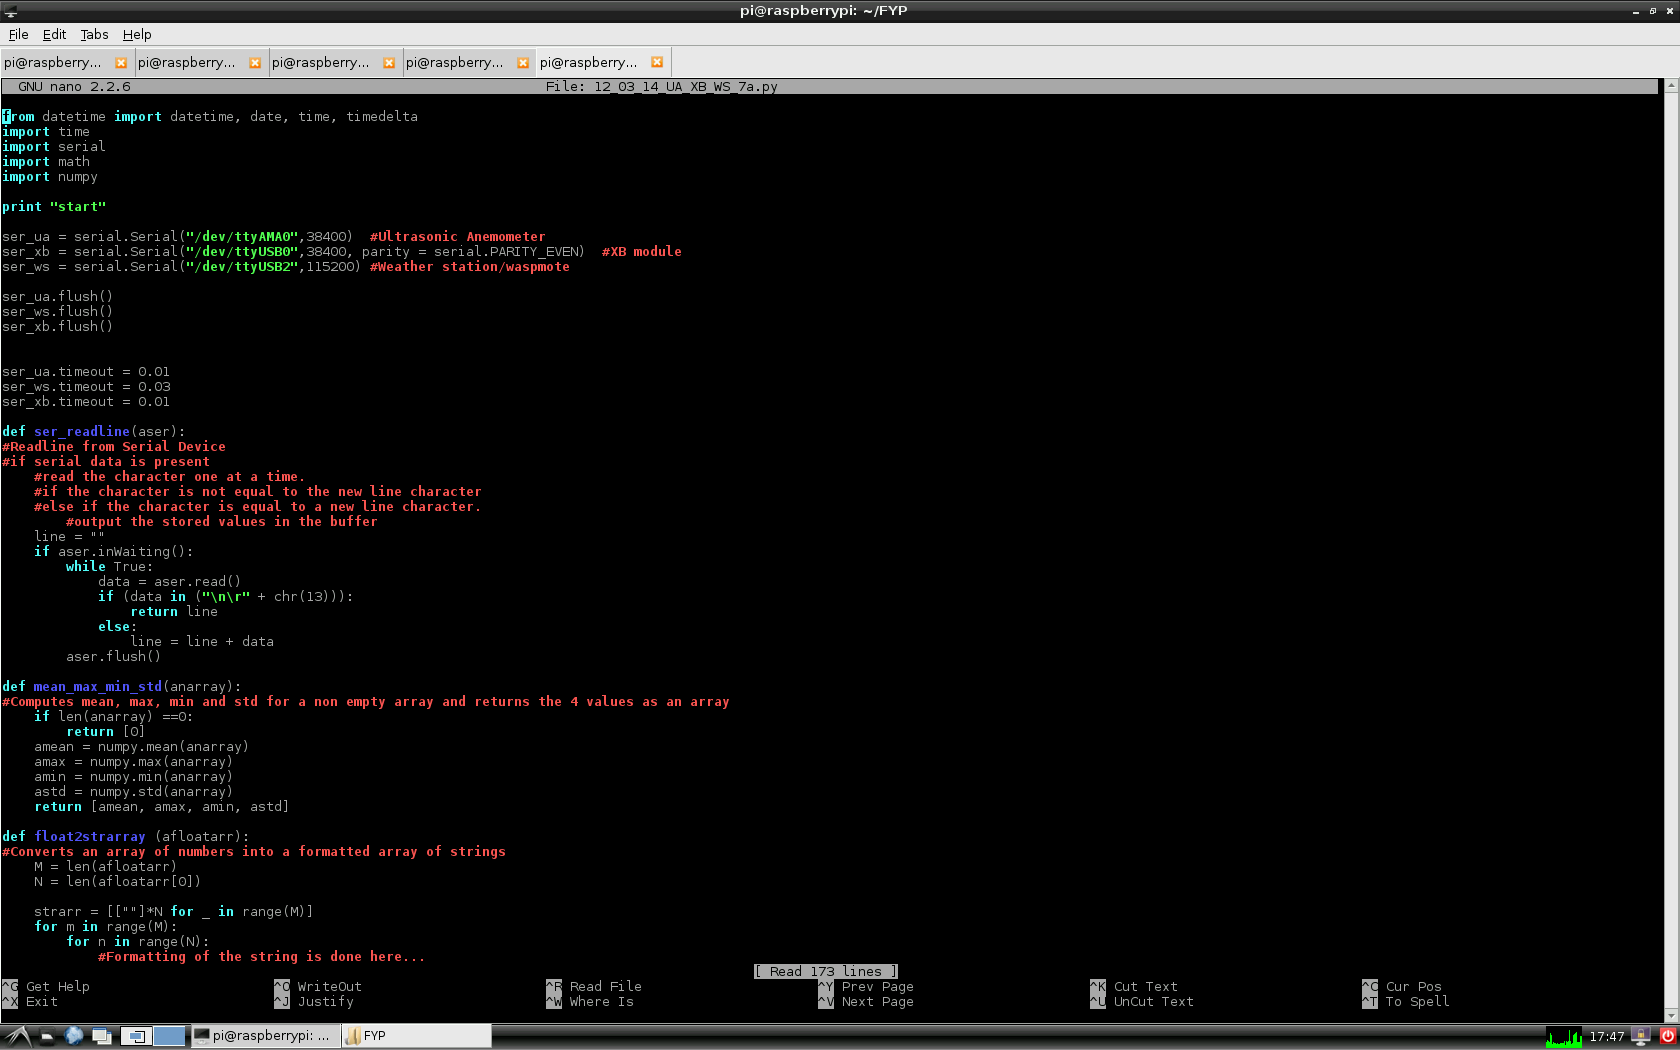 pi@raspberrypi: ~/FYP
File Edit Tabs Help
pi@raspberry... pi@raspberry... pi@raspberry... pi@raspberry... pi@raspberry...
GNU nano 2.2.6 File: 12_03_14_UA_XB_WS_7a.py
from datetime import datetime, date, time, timedelta
import time
import serial
import math
import numpy
print "start"
ser_ua = serial.Serial("/dev/ttyAMA0",38400)  #Ultrasonic Anemometer
ser_xb = serial.Serial("/dev/ttyUSB0",38400, parity = serial.PARITY_EVEN)  #XB module
ser_ws = serial.Serial("/dev/ttyUSB2",115200) #Weather station/waspmote
ser_ua.flush()
ser_ws.flush()
ser_xb.flush()
ser_ua.timeout = 0.01
ser_ws.timeout = 0.03
ser_xb.timeout = 0.01
def ser_readline(aser):
#Readline from Serial Device
#if serial data is present
    #read the character one at a time.
    #if the character is not equal to the new line character
    #else if the character is equal to a new line character.
        #output the stored values in the buffer
    line = ""
    if aser.inWaiting():
        while True:
            data = aser.read()
            if (data in ("\n\r" + chr(13))):
                return line
            else:
                line = line + data
        aser.flush()
def mean_max_min_std(anarray):
#Computes mean, max, min and std for a non empty array and returns the 4 values as an array
    if len(anarray) ==0:
        return [0]
    amean = numpy.mean(anarray)
    amax = numpy.max(anarray)
    amin = numpy.min(anarray)
    astd = numpy.std(anarray)
    return [amean, amax, amin, astd]
def float2strarray (afloatarr):
#Converts an array of numbers into a formatted array of strings
    M = len(afloatarr)
    N = len(afloatarr[0])
    strarr = [[""]*N for _ in range(M)]
    for m in range(M):
        for n in range(N):
            #Formatting of the string is done here...
[ Read 173 lines ]
^G Get Help ^O WriteOut ^R Read File ^Y Prev Page ^K Cut Text ^C Cur Pos
^X Exit ^J Justify ^W Where Is ^V Next Page ^U UnCut Text ^T To Spell
pi@raspberrypi: ... FYP 17:47